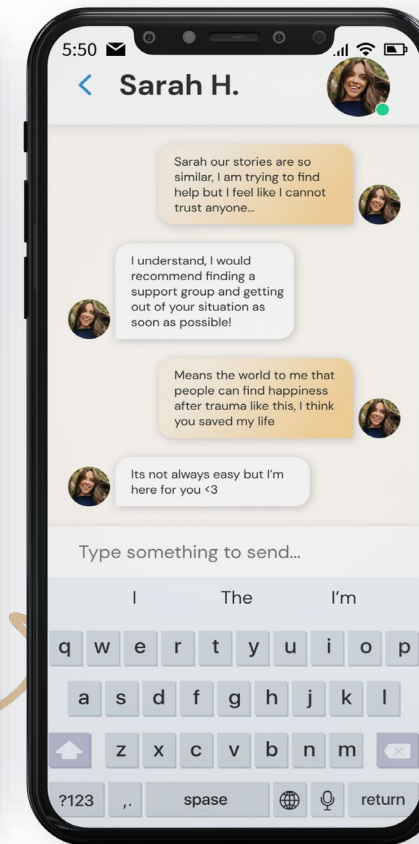 5:50
Sarah H.
Sarah our stories are so
similar, I am trying to find
help but I feel like I cannot
trust anyone...
I understand, I would
recommend finding a
support group and getting
out of your situation as
soon as possible!
Means the world to me that
people can find happiness
after trauma like this, I think
you saved my life
Its not always easy but I'm
here for you <3
Type something to send...
I The I'm
q w e r t y u i o p
a s d f g h j k l
z x c v b n m
?123 ,. spase return